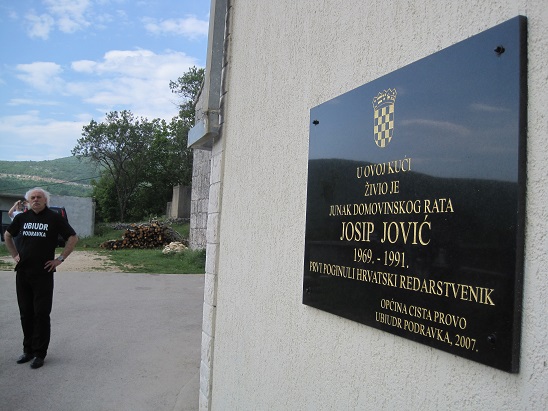 UBIUDR
PODRAVKA
U OVOJ KUĆI
ŽIVIO JE
JUNAK DOMOVINSKOG RATA
JOSIP JOVIĆ
1969. - 1991.
PRVI POGINULI HRVATSKI REDARSTVENIK
OPĆINA CISTA PROVO
UBIUDR PODRAVKA, 2007.